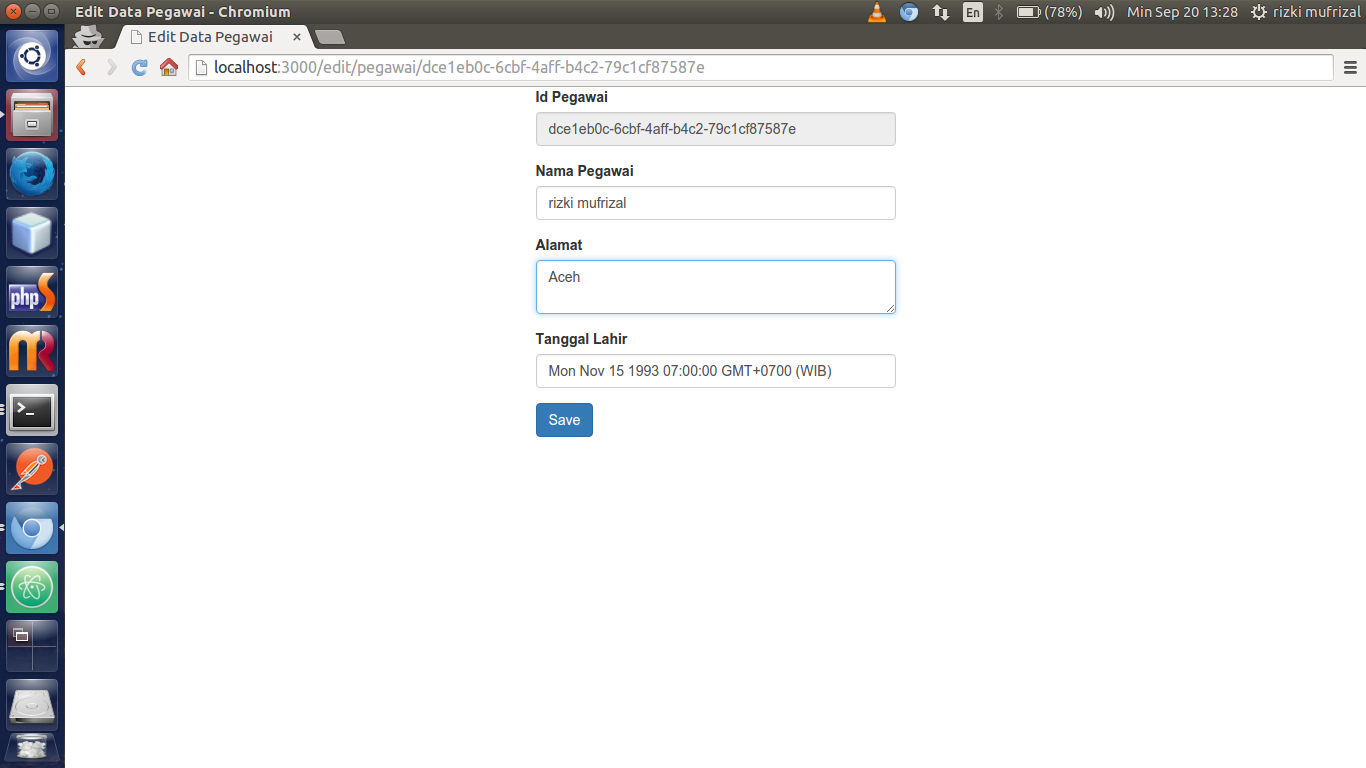 Edit Data Pegawai - Chromium
En
(78%)
Min Sep 20 13:28
rizki mufrizal
Edit Data Pegawai
localhost:3000/edit/pegawai/dce1eb0c-6cbf-4aff-b4c2-79c1cf87587e
Id Pegawai
dce1eb0c-6cbf-4aff-b4c2-79c1cf87587e
Nama Pegawai
rizki mufrizal
Alamat
Aceh
Tanggal Lahir
Mon Nov 15 1993 07:00:00 GMT+0700 (WIB)
Save
php S